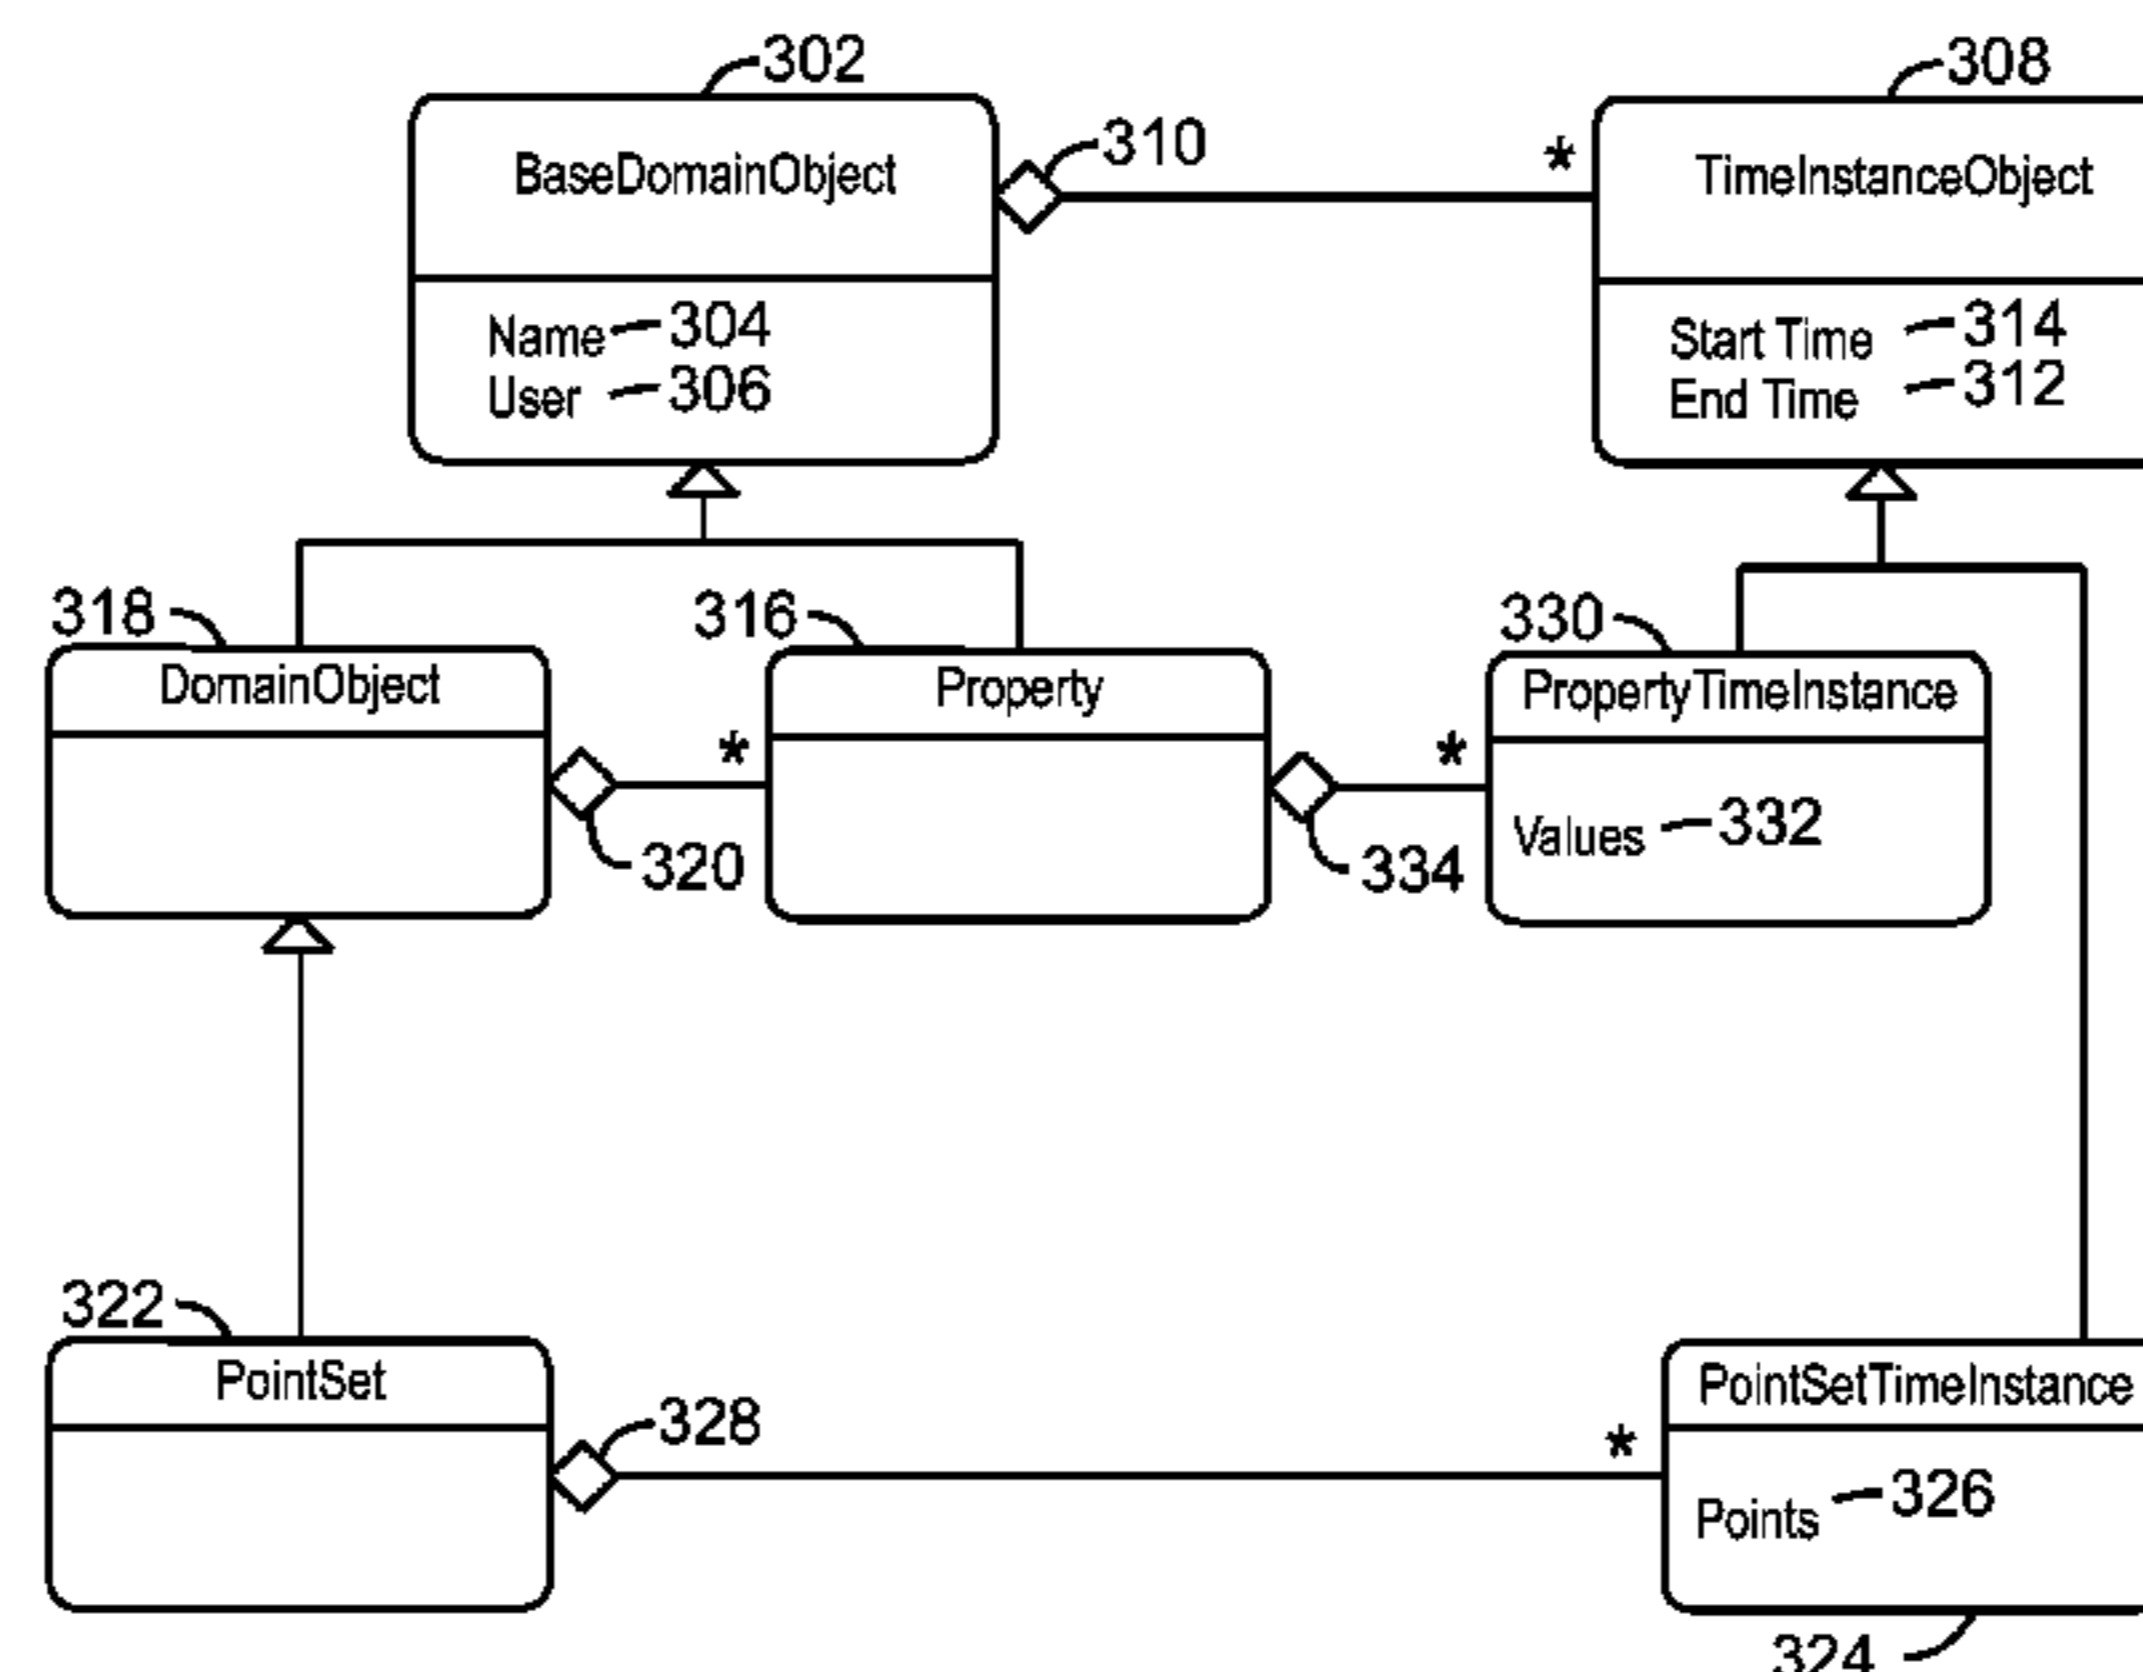 302
308
310
*
BaseDomainObject
TimeInstanceObject
Name 304
User 306
Start Time 314
End Time 312
318
316
330
DomainObject
Property
PropertyTimeInstance
*
*
Values 332
320
334
322
PointSet
PointSetTimeInstance
328
*
Points 326
324